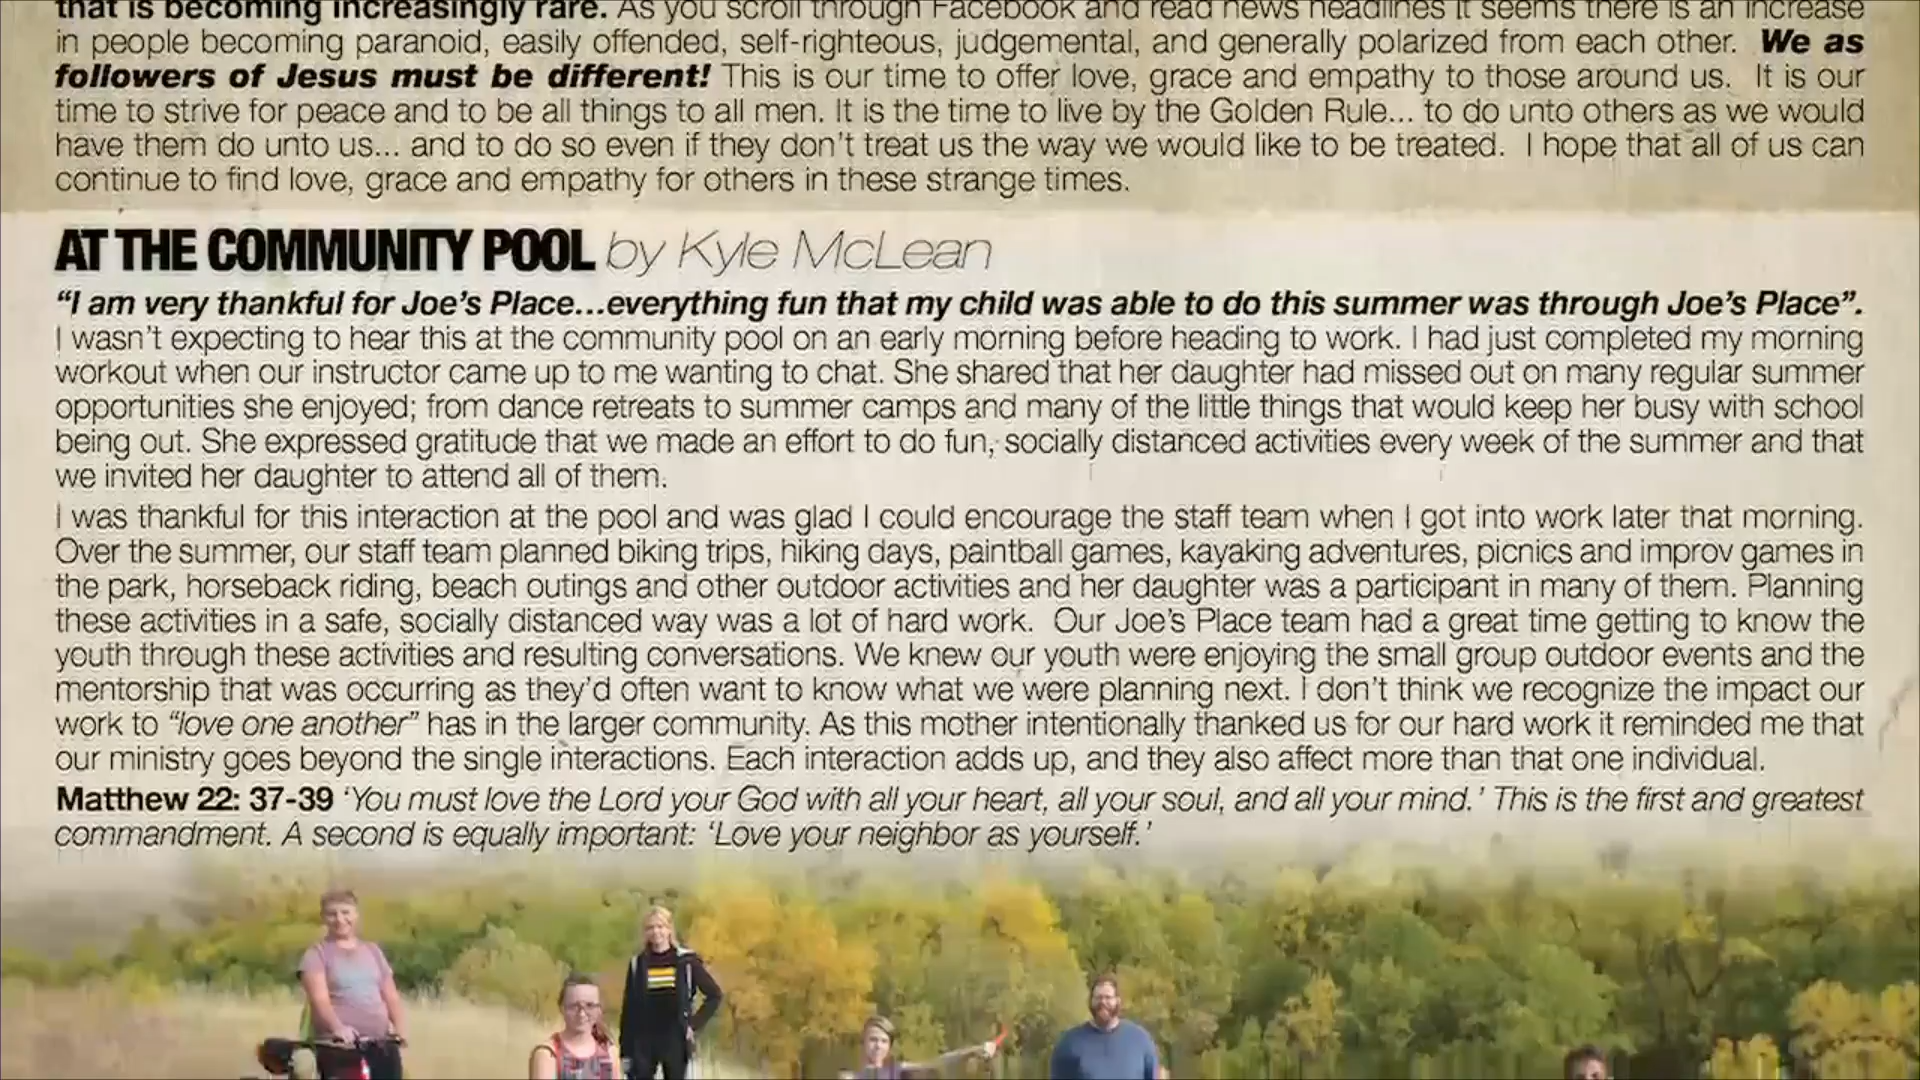 that is becoming increasingly rare. As you scroll through Facebook and read news headlines it seems there is an increase
in people becoming paranoid, easily offended, self-righteous, judgemental, and generally polarized from each other. We as
followers of Jesus must be different! This is our time to offer love, grace and empathy to those around us. It is our
time to strive for peace and to be all things to all men. It is the time to live by the Golden Rule... to do unto others as we would
have them do unto us... and to do so even if they don't treat us the way we would like to be treated. I hope that all of us can
continue to find love, grace and empathy for others in these strange times.
AT THE COMMUNITY POOL by Kyle McLean
“I am very thankful for Joe's Place...everything fun that my child was able to do this summer was through Joe's Place”.
I wasn't expecting to hear this at the community pool on an early morning before heading to work. I had just completed my morning
workout when our instructor came up to me wanting to chat. She shared that her daughter had missed out on many regular summer
opportunities she enjoyed; from dance retreats to summer camps and many of the little things that would keep her busy with school
being out. She expressed gratitude that we made an effort to do fun, socially distanced activities every week of the summer and that
we invited her daughter to attend all of them.
I was thankful for this interaction at the pool and was glad I could encourage the staff team when I got into work later that morning.
Over the summer, our staff team planned biking trips, hiking days, paintball games, kayaking adventures, picnics and improv games in
the park, horseback riding, beach outings and other outdoor activities and her daughter was a participant in many of them. Planning
these activities in a safe, socially distanced way was a lot of hard work. Our Joe's Place team had a great time getting to know the
youth through these activities and resulting conversations. We knew our youth were enjoying the small group outdoor events and the
mentorship that was occurring as they'd often want to know what we were planning next. I don't think we recognize the impact our
work to “love one another” has in the larger community. As this mother intentionally thanked us for our hard work it reminded me that
our ministry goes beyond the single interactions. Each interaction adds up, and they also affect more than that one individual.
Matthew 22: 37-39 ‘You must love the Lord your God with all your heart, all your soul, and all your mind.’ This is the first and greatest
commandment. A second is equally important: ‘Love your neighbor as yourself.’